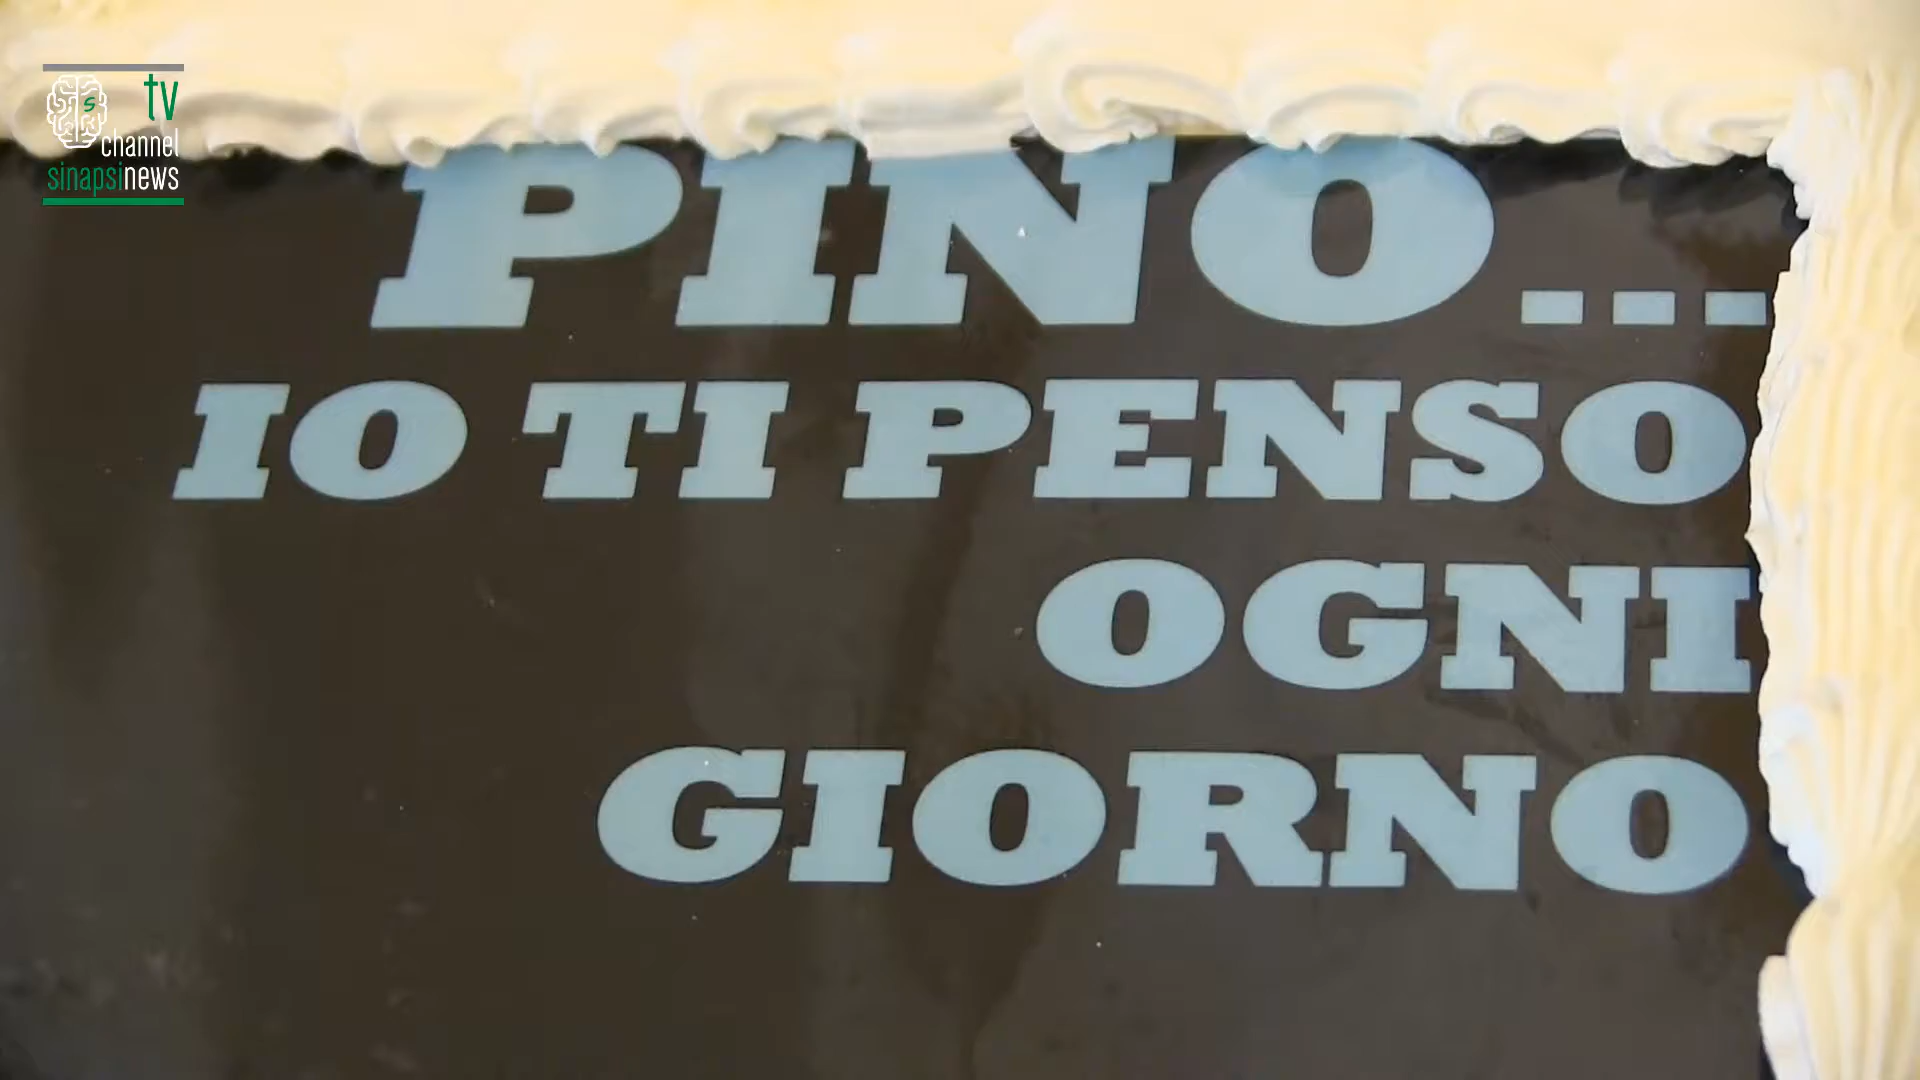 tv
channel
sinapsinews
PINO...
IO TI PENSO
OGNI
GIORNO